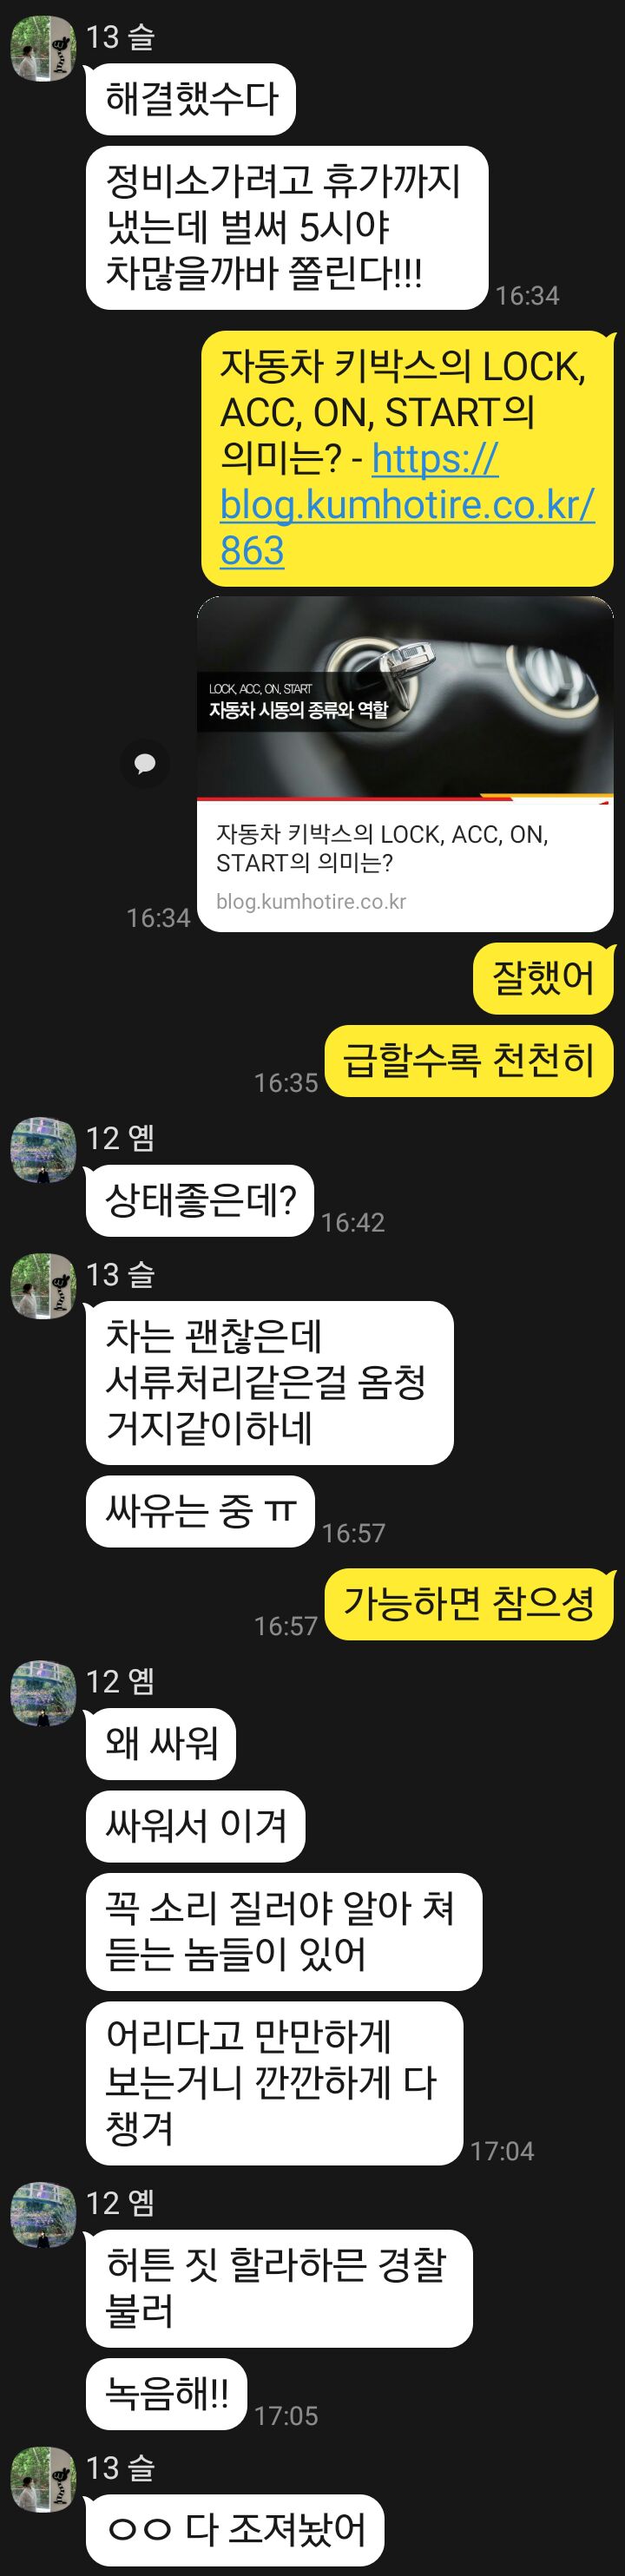 13 슬
해결했수다
정비소가려고 휴가까지
냈는데 벌써 5시야
차많을까바 쫄린다!!!
16:34
자동차 키박스의 LOCK,
ACC, ON, START의
의미는? - https://
blog.kumhotire.co.kr/
863
LOCK, ACC, ON, START
자동차 시동의 종류와 역할
자동차 키박스의 LOCK, ACC, ON,
START의 의미는?
blog.kumhotire.co.kr
16:34
잘했어
급할수록 천천히
16:35
12 옘
상태좋은데?
16:42
13 슬
차는 괜찮은데
서류처리같은걸 옴청
거지같이하네
싸유는 중 ㅠ
16:57
가능하면 참으셩
16:57
12 옘
왜 싸워
싸워서 이겨
꼭 소리 질러야 알아 쳐
듣는 놈들이 있어
어리다고 만만하게
보는거니 깐깐하게 다
챙겨
17:04
12 옘
허튼 짓 할라하믄 경찰
불러
녹음해!!
17:05
13 슬
ㅇㅇ 다 조져놨어